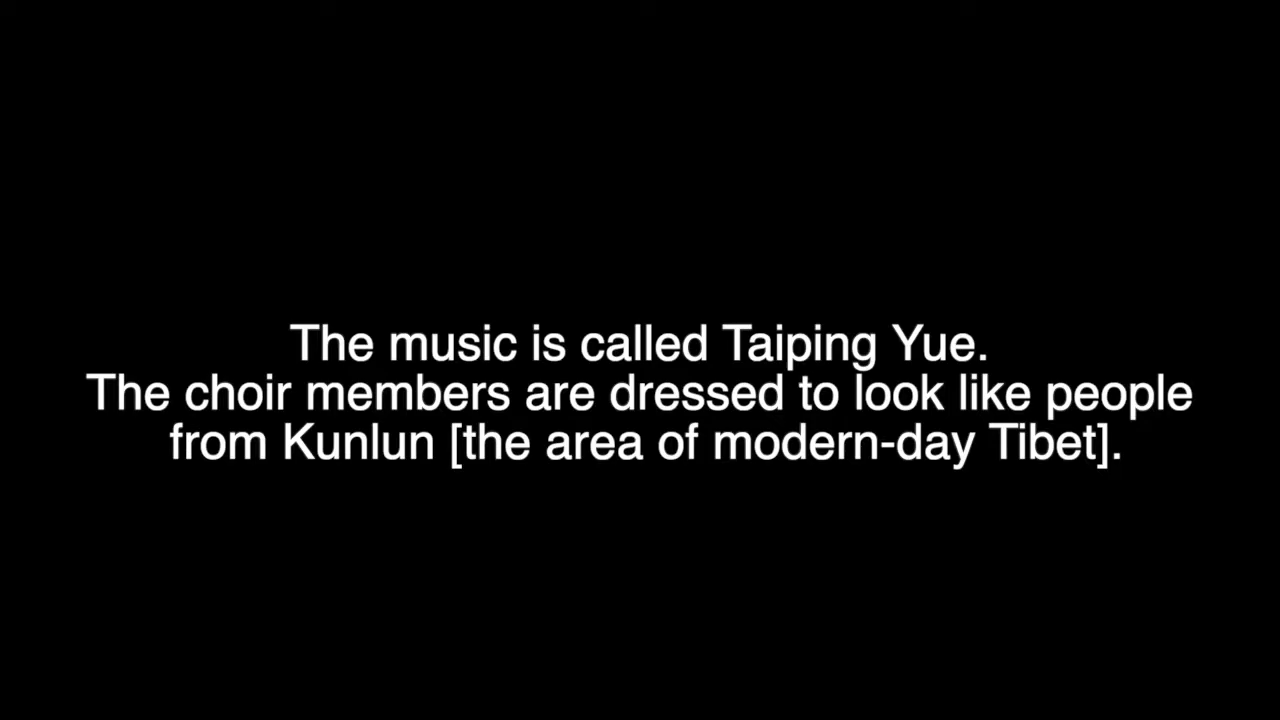 The music is called Taiping Yue.
The choir members are dressed to look like people
from Kunlun [the area of modern-day Tibet].